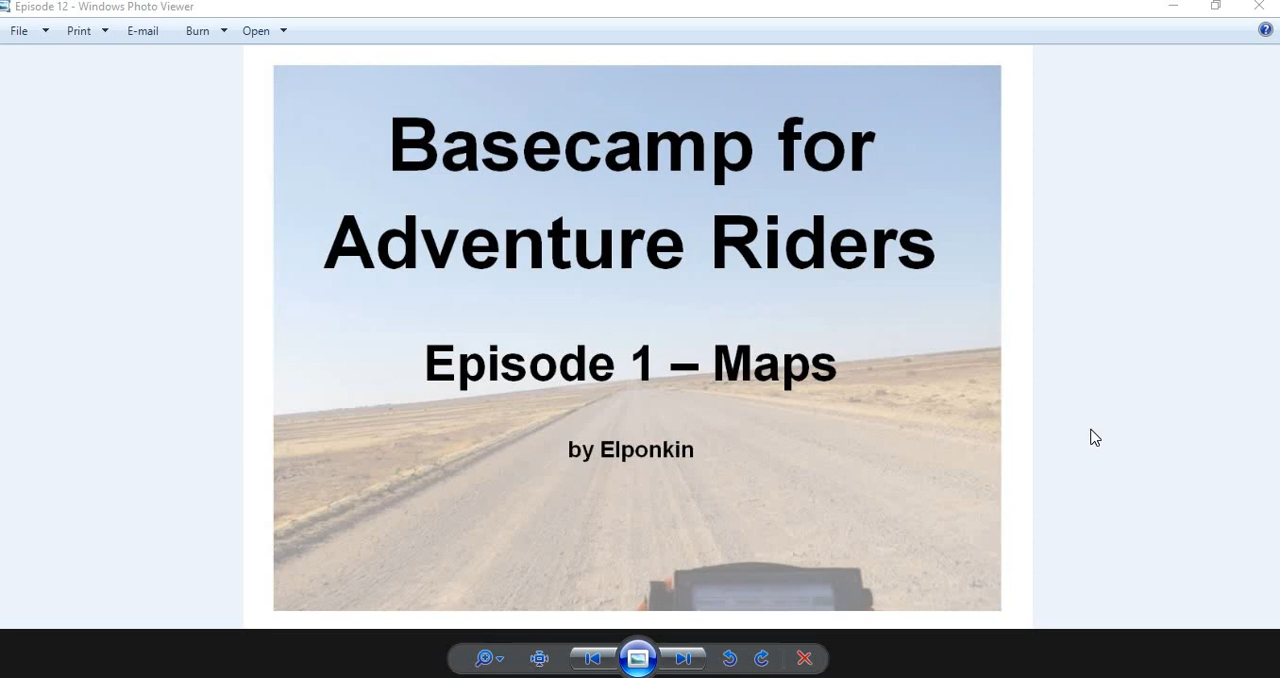 Episode 12 - Windows Photo Viewer
File Print E-mail Burn Open
Basecamp for
Adventure Riders
Episode 1 – Maps
by Elponkin